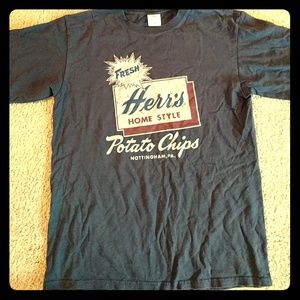 FRESH
Herr's
HOME STYLE
Potato Chips
NOTTINGHAM, PA.